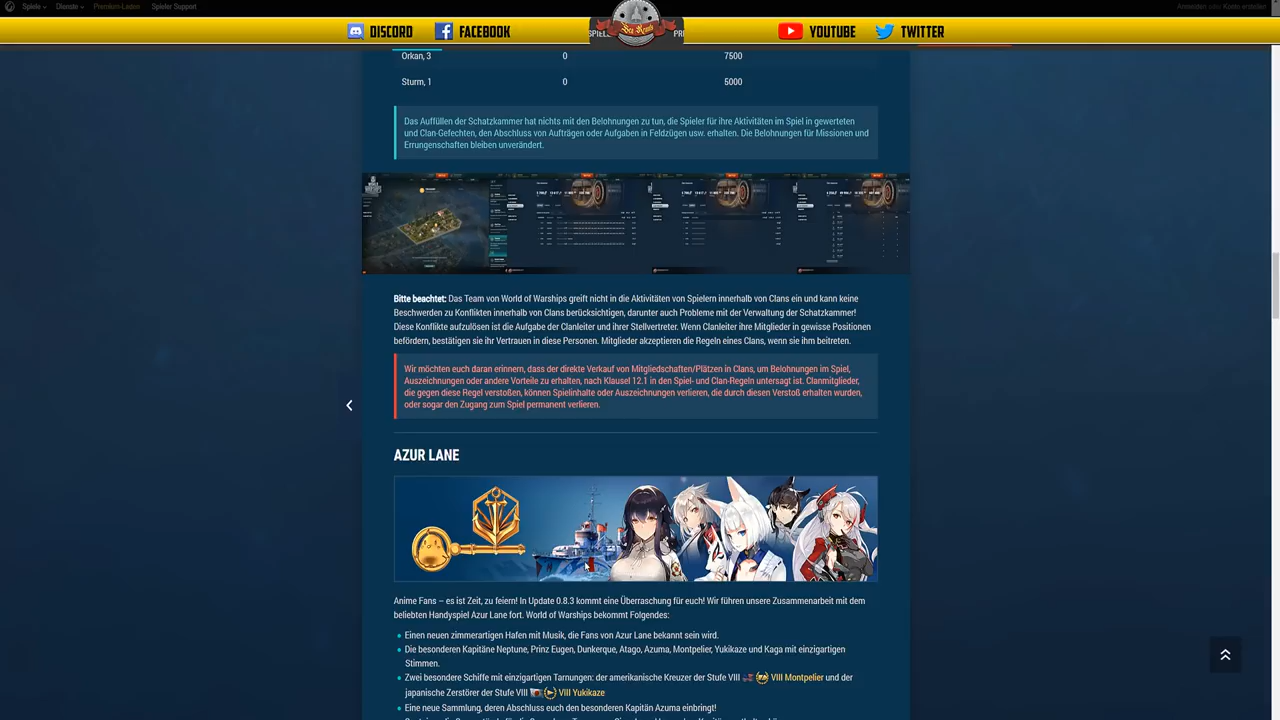 Spiele Dienste Premium-Laden Spieler Support Anmelden oder Konto erstellen
DISCORD FACEBOOK YOUTUBE TWITTER
Orkan, 3 0 7500
Sturm, 1 0 5000
Das Auffüllen der Schatzkammer hat nichts mit den Belohnungen zu tun, die Spieler für ihre Aktivitäten im Spiel in gewerteten
und Clan-Gefechten, den Abschluss von Aufträgen oder Aufgaben in Feldzügen usw. erhalten. Die Belohnungen für Missionen und
Errungenschaften bleiben unverändert.
Bitte beachtet: Das Team von World of Warships greift nicht in die Aktivitäten von Spielern innerhalb von Clans ein und kann keine
Beschwerden zu Konflikten innerhalb von Clans berücksichtigen, darunter auch Probleme mit der Verwaltung der Schatzkammer!
Diese Konflikte aufzulösen ist die Aufgabe der Clanleiter und ihrer Stellvertreter. Wenn Clanleiter ihre Mitglieder in gewisse Positionen
befördern, bestätigen sie ihr Vertrauen in diese Personen. Mitglieder akzeptieren die Regeln eines Clans, wenn sie ihm beitreten.
Wir möchten euch daran erinnern, dass der direkte Verkauf von Mitgliedschaften/Plätzen in Clans, um Belohnungen im Spiel,
Auszeichnungen oder andere Vorteile zu erhalten, nach Klausel 12.1 in den Spiel- und Clan-Regeln untersagt ist. Clanmitglieder,
die gegen diese Regel verstoßen, können Spielinhalte oder Auszeichnungen verlieren, die durch diesen Verstoß erhalten wurden,
oder sogar den Zugang zum Spiel permanent verlieren.
AZUR LANE
Anime Fans – es ist Zeit, zu feiern! In Update 0.8.3 kommt eine Überraschung für euch! Wir führen unsere Zusammenarbeit mit dem
beliebten Handyspiel Azur Lane fort. World of Warships bekommt Folgendes:
Einen neuen zimmerartigen Hafen mit Musik, die Fans von Azur Lane bekannt sein wird.
Die besonderen Kapitäne Neptune, Prinz Eugen, Dunkerque, Atago, Azuma, Montpelier, Yukikaze und Kaga mit einzigartigen
Stimmen.
Zwei besondere Schiffe mit einzigartigen Tarnungen: der amerikanische Kreuzer der Stufe VIII VIII Montpelier und der
japanische Zerstörer der Stufe VIII VIII Yukikaze
Eine neue Sammlung, deren Abschluss euch den besonderen Kapitän Azuma einbringt!